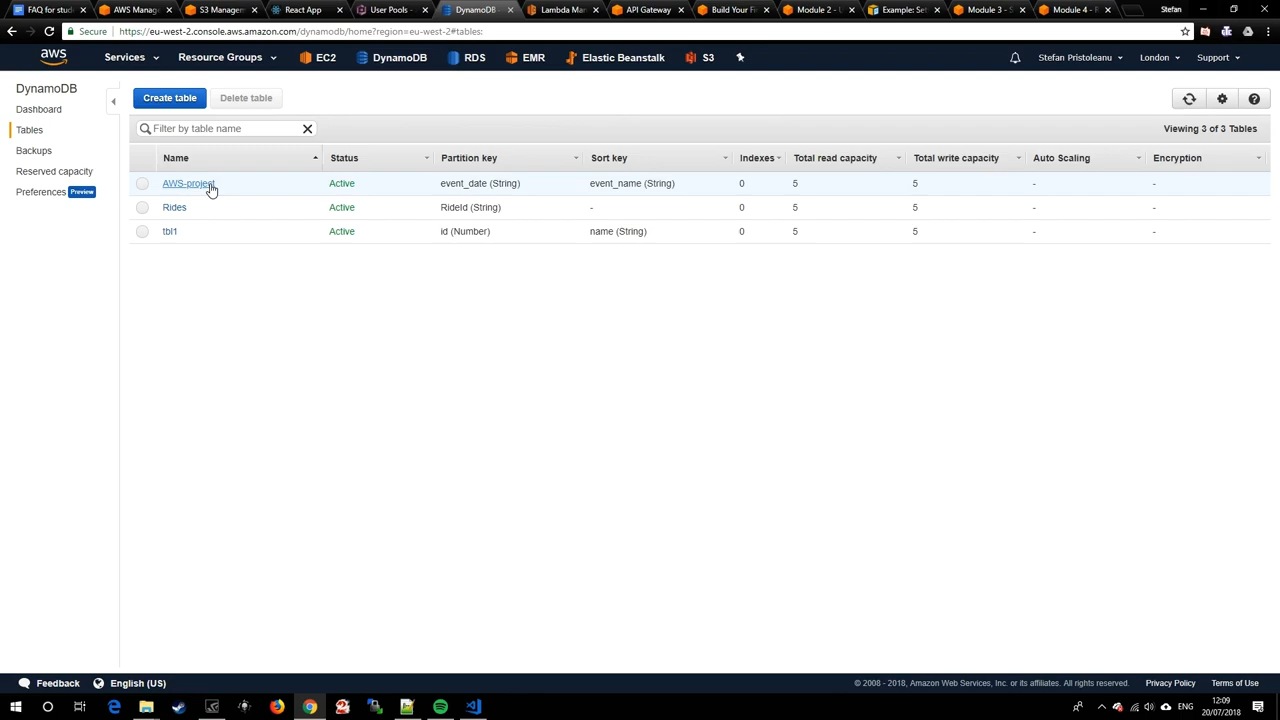 FAQ for stud
AWS Manag
S3 Managem
React App
User Pools -
DynamoDB -
Lambda Ma
API Gateway
Build Your Fi
Module 2 - U
Example: Set
Module 3 - S
Module 4 - R
Stefan
Secure
https://eu-west-2.console.aws.amazon.com/dynamodb/home?region=eu-west-2#tables:
aws
Services
Resource Groups
EC2
DynamoDB
RDS
EMR
Elastic Beanstalk
S3
Stefan Pristoleanu
London
Support
DynamoDB
Dashboard
Tables
Backups
Reserved capacity
Preferences Preview
Create table
Delete table
Filter by table name
Viewing 3 of 3 Tables
Name Status Partition key Sort key Indexes Total read capacity Total write capacity Auto Scaling Encryption
AWS-project Active event_date (String) event_name (String) 0 5 5 - -
Rides Active RideId (String) - 0 5 5 - -
tbl1 Active id (Number) name (String) 0 5 5 - -
Feedback
English (US)
© 2008 - 2018, Amazon Web Services, Inc. or its affiliates. All rights reserved.
Privacy Policy
Terms of Use
ENG
12:09
20/07/2018